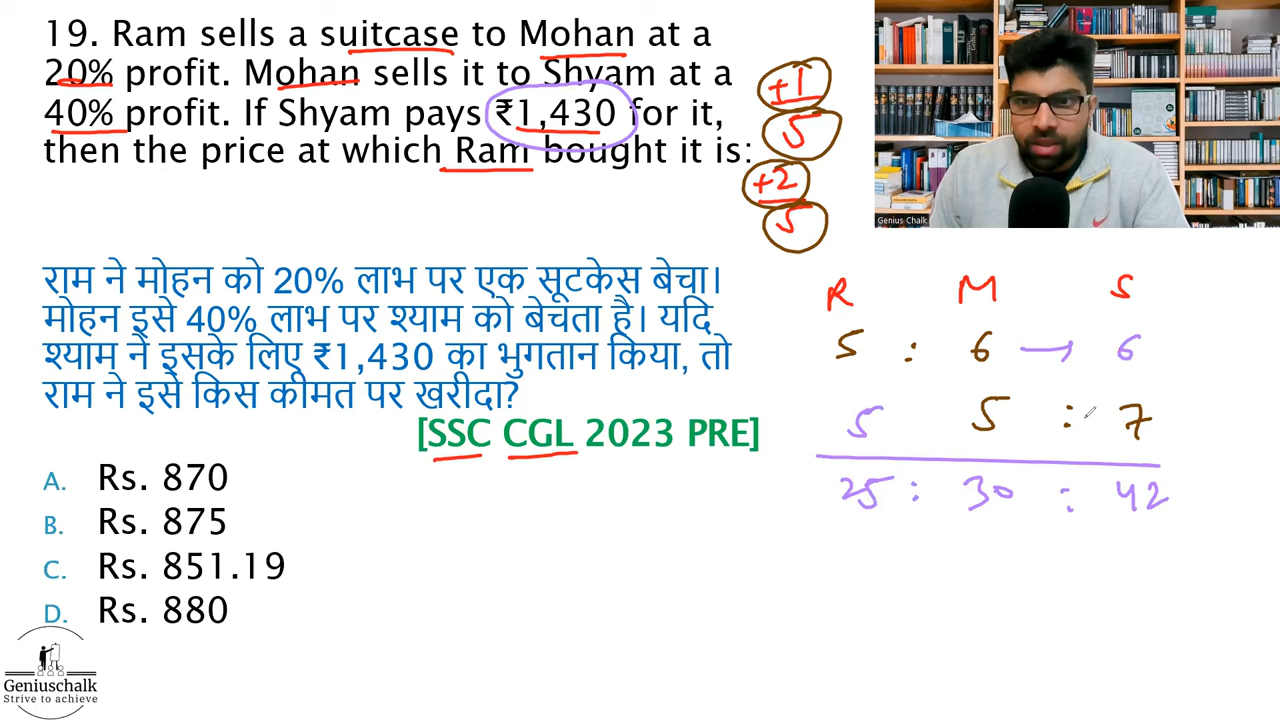 19. Ram sells a suitcase to Mohan at a
20% profit. Mohan sells it to Shyam at a
40% profit. If Shyam pays ₹1,430 for it,
then the price at which Ram bought it is:
+1
5
+2
5
Genius Chalk
राम ने मोहन को 20% लाभ पर एक सूटकेस बेचा।
मोहन इसे 40% लाभ पर श्याम को बेचता है। यदि
श्याम ने इसके लिए ₹1,430 का भुगतान किया, तो
राम ने इसे किस कीमत पर खरीदा?
[SSC CGL 2023 PRE]
A. Rs. 870
B. Rs. 875
C. Rs. 851.19
D. Rs. 880
R M S
5 : 6 → 6
5 5 : 7
25 : 30 : 42
Geniuschalk
Strive to achieve